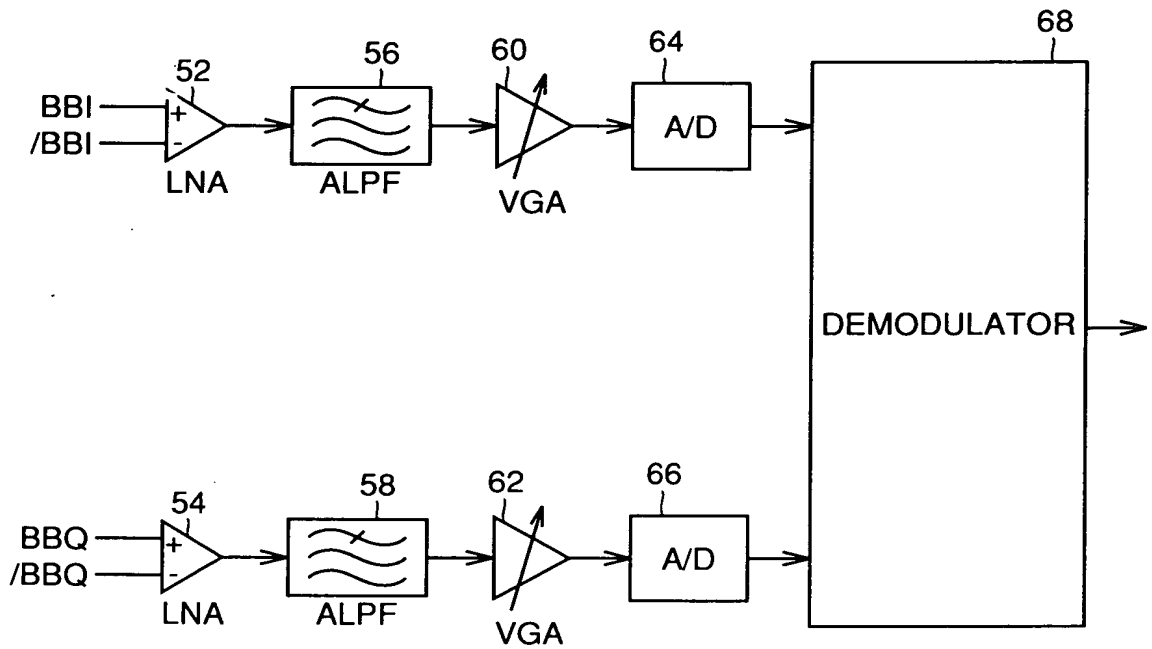 68
52
56
60
64
BBI
/BBI
+
-
A/D
LNA
ALPF
VGA
DEMODULATOR
54
58
62
66
BBQ
/BBQ
+
-
A/D
LNA
ALPF
VGA